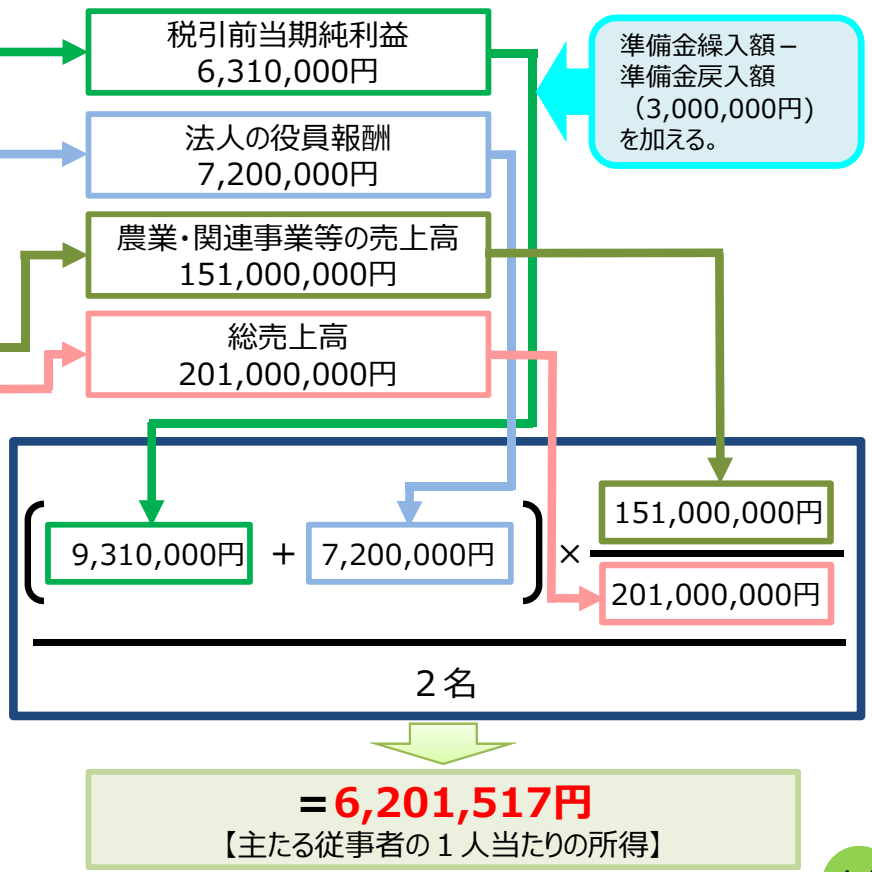 税引前当期純利益
6,310,000円
準備金繰入額－
準備金戻入額
（3,000,000円)
を加える。
法人の役員報酬
7,200,000円
農業・関連事業等の売上高
151,000,000円
総売上高
201,000,000円
9,310,000円 + 7,200,000円 ×
151,000,000円
201,000,000円
２名
＝6,201,517円
【主たる従事者の１人当たりの所得】